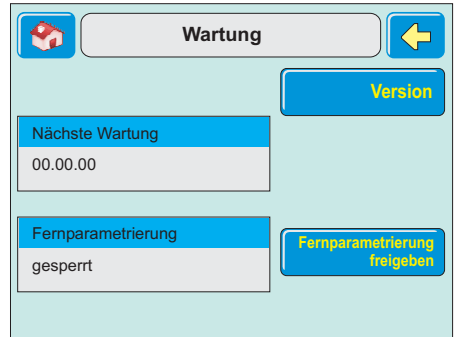 Wartung
Version
Nächste Wartung
00.00.00
Fernparametrierung
gesperrt
Fernparametrierung
freigeben